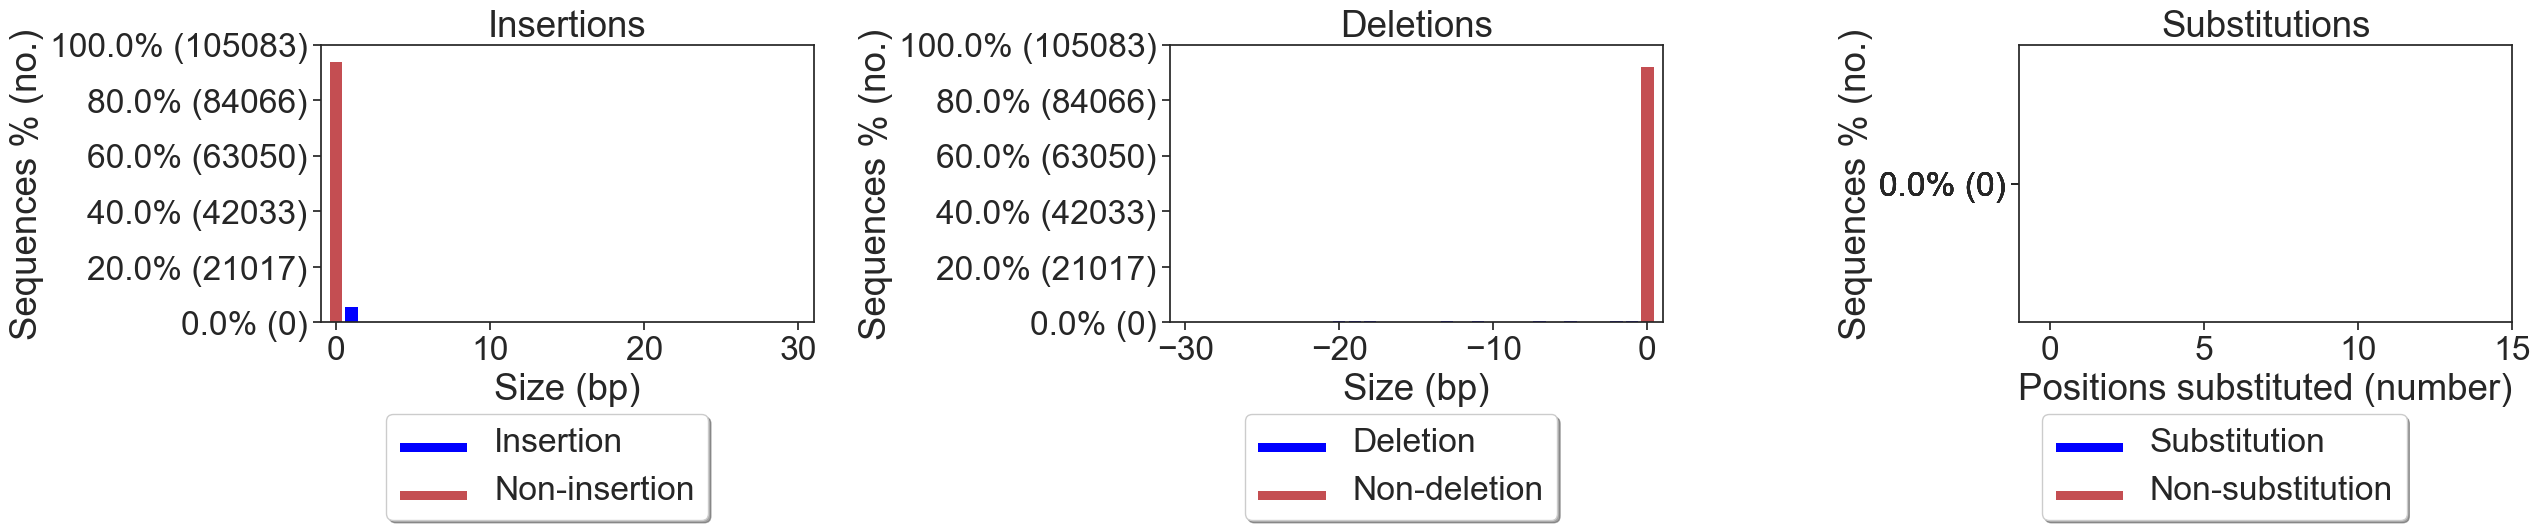 Insertions
Sequences % (no.)
100.0% (105083)
80.0% (84066)
60.0% (63050)
40.0% (42033)
20.0% (21017)
0.0% (0)
0 10 20 30
Size (bp)
Insertion
Non-insertion
Deletions
Sequences % (no.)
100.0% (105083)
80.0% (84066)
60.0% (63050)
40.0% (42033)
20.0% (21017)
0.0% (0)
−30 −20 −10 0
Size (bp)
Deletion
Non-deletion
Substitutions
Sequences % (no.)
0.0% (0)
0 5 10 15
Positions substituted (number)
Substitution
Non-substitution